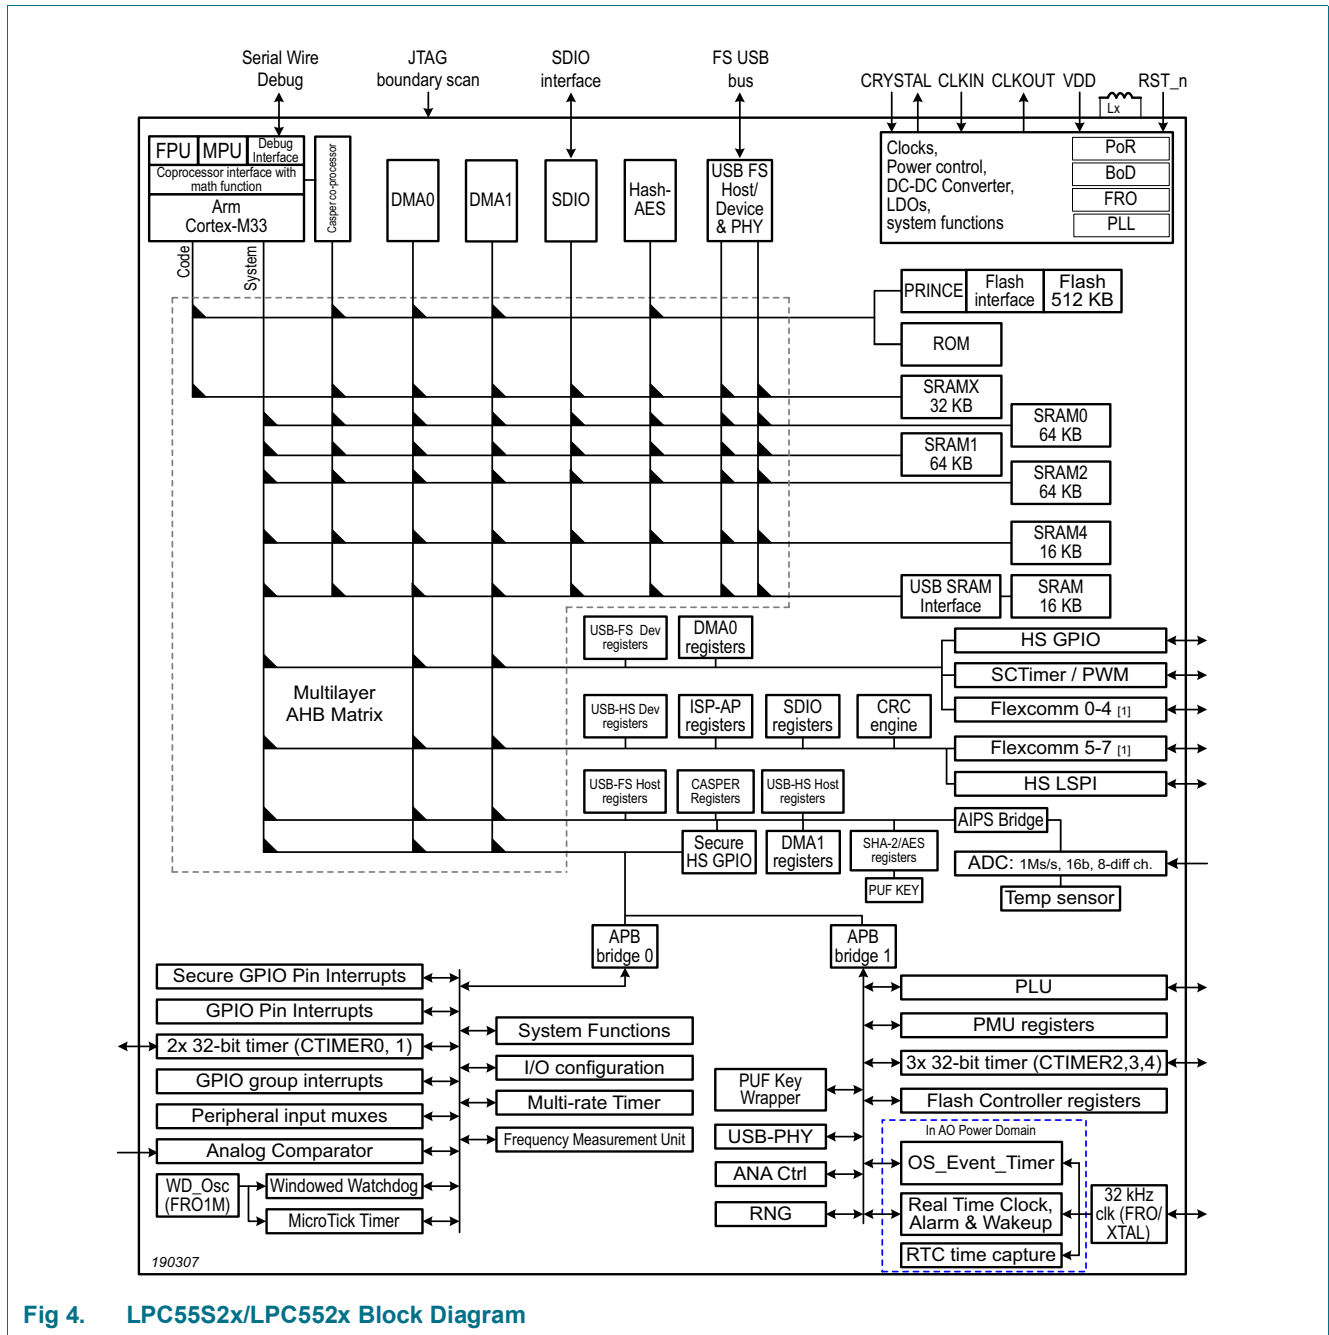 Serial Wire
Debug
JTAG
boundary scan
SDIO
interface
FS USB
bus
CRYSTAL
CLKIN
CLKOUT
VDD
Lx
RST_n
FPU
MPU
Debug
Interface
Coprocessor interface with
math function
Arm
Cortex-M33
Casper co-processor
DMA0
DMA1
SDIO
Hash-
AES
USB FS
Host/
Device
& PHY
Clocks,
Power control,
DC-DC Converter,
LDOs,
system functions
PoR
BoD
FRO
PLL
Code
System
PRINCE
Flash
interface
Flash
512 KB
ROM
SRAMX
32 KB
SRAM0
64 KB
SRAM1
64 KB
SRAM2
64 KB
SRAM4
16 KB
USB SRAM
Interface
SRAM
16 KB
USB-FS Dev
registers
DMA0
registers
HS GPIO
SCTimer / PWM
Flexcomm 0-4 [1]
Multilayer
AHB Matrix
USB-HS Dev
registers
ISP-AP
registers
SDIO
registers
CRC
engine
Flexcomm 5-7 [1]
HS LSPI
USB-FS Host
registers
CASPER
Registers
USB-HS Host
registers
AIPS Bridge
Secure
HS GPIO
DMA1
registers
SHA-2/AES
registers
PUF KEY
ADC: 1Ms/s, 16b, 8-diff ch.
Temp sensor
APB
bridge 0
APB
bridge 1
Secure GPIO Pin Interrupts
GPIO Pin Interrupts
2x 32-bit timer (CTIMER0, 1)
GPIO group interrupts
Peripheral input muxes
Analog Comparator
WD_Osc
(FRO1M)
Windowed Watchdog
MicroTick Timer
System Functions
I/O configuration
Multi-rate Timer
Frequency Measurement Unit
PUF Key
Wrapper
USB-PHY
ANA Ctrl
RNG
PLU
PMU registers
3x 32-bit timer (CTIMER2,3,4)
Flash Controller registers
In AO Power Domain
OS_Event_Timer
Real Time Clock,
Alarm & Wakeup
RTC time capture
32 kHz
clk (FRO/
XTAL)
190307
Fig 4. LPC55S2x/LPC552x Block Diagram